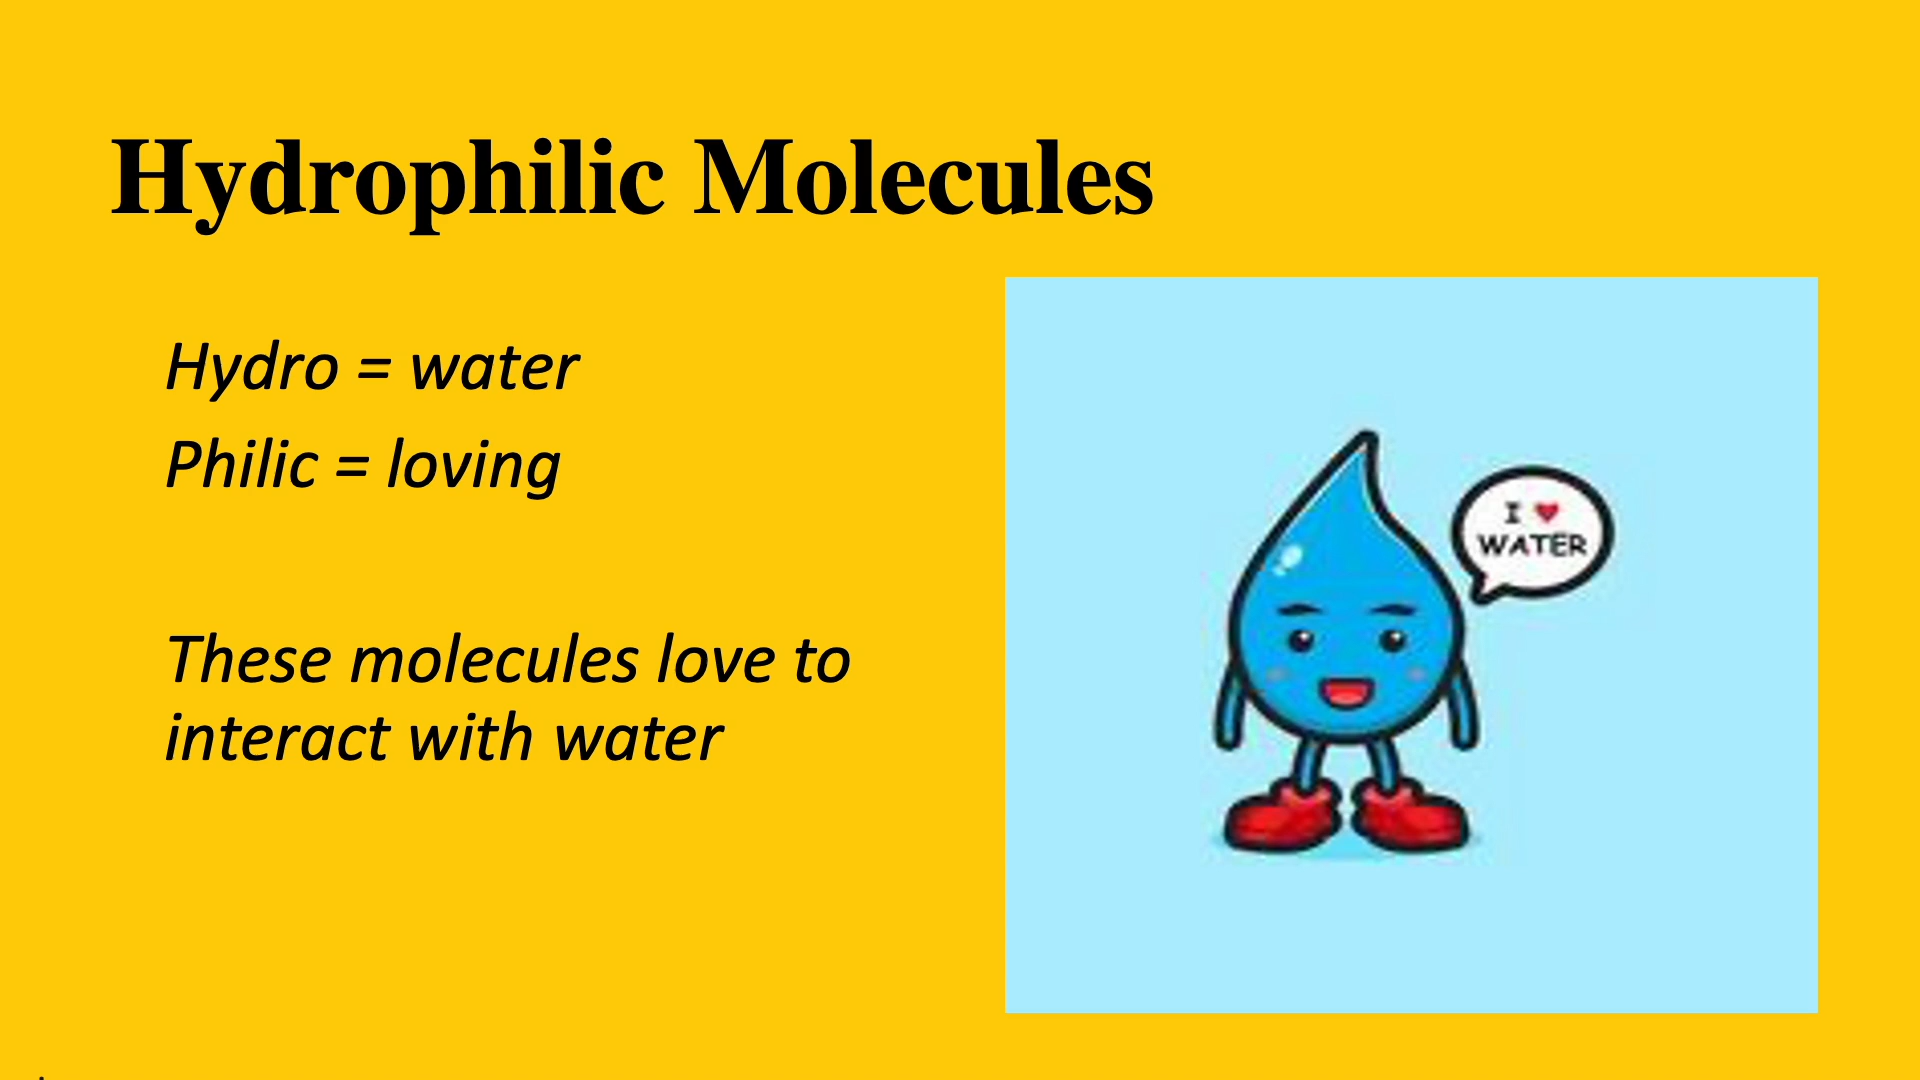 Hydrophilic Molecules
Hydro = water
Philic = loving
These molecules love to
interact with water
I ♥
WATER